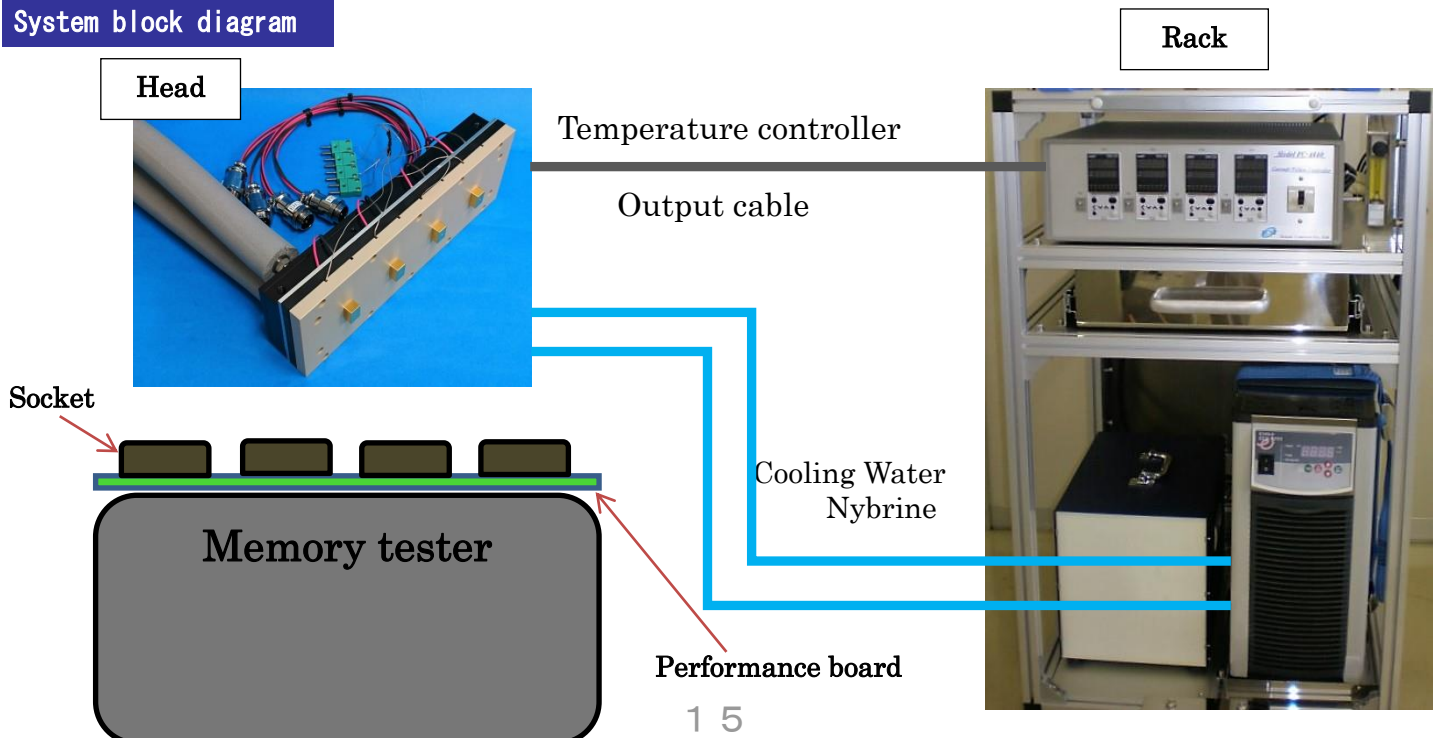 System block diagram
Rack
Head
Temperature controller
Output cable
Socket
Cooling Water
Nybrine
Memory tester
Performance board
１５